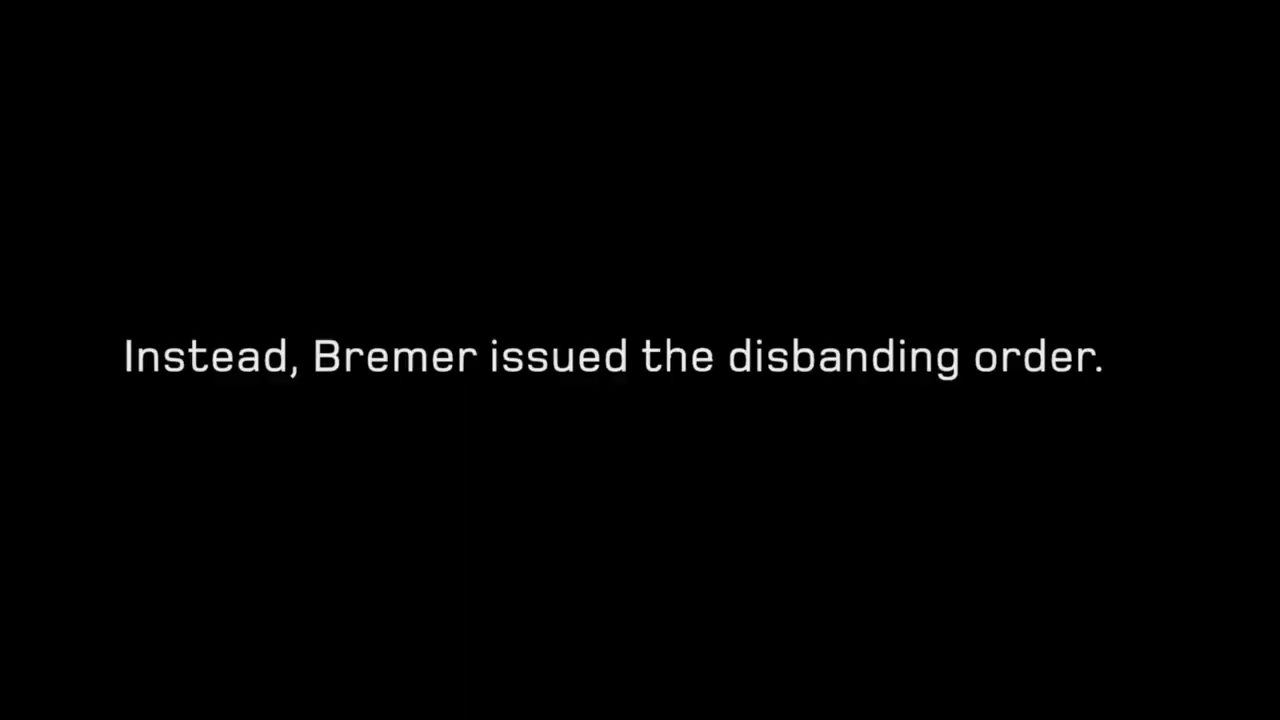 Instead, Bremer issued the disbanding order.